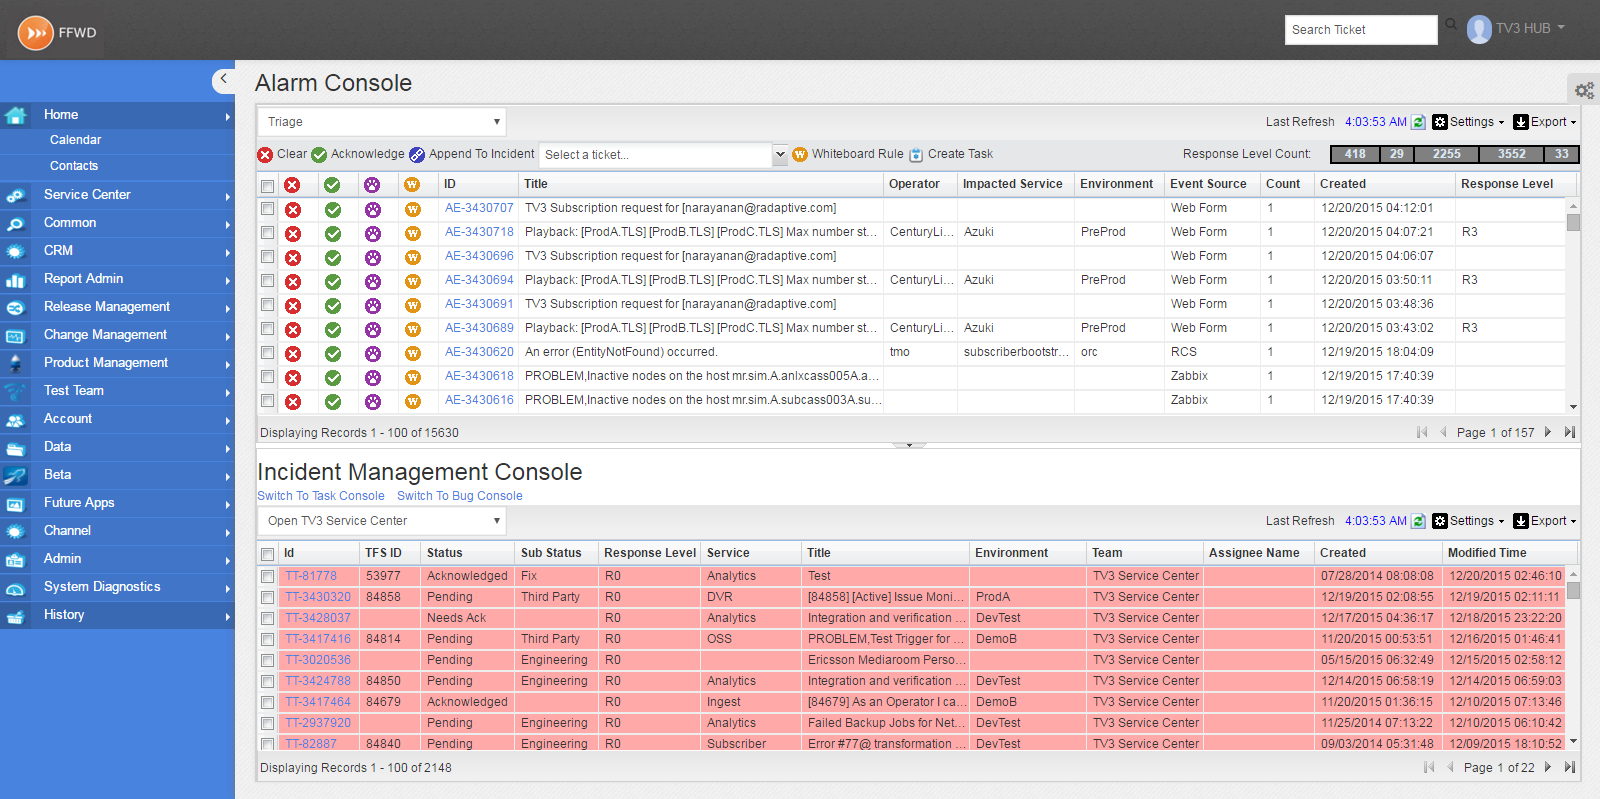 FFWD
Search Ticket
TV3 HUB
Home
Calendar
Contacts
Service Center
Common
CRM
Report Admin
Release Management
Change Management
Product Management
Test Team
Account
Data
Beta
Future Apps
Channel
Admin
System Diagnostics
History
Alarm Console
Triage Last Refresh 4:03:53 AM Settings Export
Clear Acknowledge Append To Incident Select a ticket... Whiteboard Rule Create Task Response Level Count: 418 29 2255 3552 33
ID Title Operator Impacted Service Environment Event Source Count Created Response Level
AE-3430707 TV3 Subscription request for [narayanan@radaptive.com] Web Form 1 12/20/2015 04:12:01
AE-3430718 Playback: [ProdA.TLS] [ProdB.TLS] [ProdC.TLS] Max number st... CenturyLi... Azuki PreProd Web Form 1 12/20/2015 04:07:21 R3
AE-3430696 TV3 Subscription request for [narayanan@radaptive.com] Web Form 1 12/20/2015 04:06:07
AE-3430694 Playback: [ProdA.TLS] [ProdB.TLS] [ProdC.TLS] Max number st... CenturyLi... Azuki PreProd Web Form 1 12/20/2015 03:50:11 R3
AE-3430691 TV3 Subscription request for [narayanan@radaptive.com] Web Form 1 12/20/2015 03:48:36
AE-3430689 Playback: [ProdA.TLS] [ProdB.TLS] [ProdC.TLS] Max number st... CenturyLi... Azuki PreProd Web Form 1 12/20/2015 03:43:02 R3
AE-3430620 An error (EntityNotFound) occurred. tmo subscriberbootstr... orc RCS 1 12/19/2015 18:04:09
AE-3430618 PROBLEM,Inactive nodes on the host mr.sim.A.anlxcass005A.a... Zabbix 1 12/19/2015 17:40:39
AE-3430616 PROBLEM,Inactive nodes on the host mr.sim.A.subcass003A.su... Zabbix 1 12/19/2015 17:40:39
Displaying Records 1 - 100 of 15630 Page 1 of 157
Incident Management Console
Switch To Task Console Switch To Bug Console
Open TV3 Service Center Last Refresh 4:03:53 AM Settings Export
Id TFS ID Status Sub Status Response Level Service Title Environment Team Assignee Name Created Modified Time
TT-81778 53977 Acknowledged Fix R0 Analytics Test TV3 Service Center 07/28/2014 08:08:08 12/20/2015 02:46:10
TT-3430320 84858 Pending Third Party R0 DVR [84858] [Active] Issue Moni... ProdA TV3 Service Center 12/19/2015 02:08:55 12/19/2015 02:11:11
TT-3428037 Needs Ack R0 Analytics Integration and verification ... DevTest TV3 Service Center 12/17/2015 04:36:17 12/18/2015 23:22:20
TT-3417416 84814 Pending Third Party R0 OSS PROBLEM,Test Trigger for ... DemoB TV3 Service Center 11/20/2015 00:53:51 12/16/2015 01:46:41
TT-3020536 Pending Engineering R0 Ericsson Mediaroom Perso... TV3 Service Center 05/15/2015 06:32:49 12/15/2015 02:58:12
TT-3424788 84850 Pending Engineering R0 Analytics Integration and verification ... DevTest TV3 Service Center 12/14/2015 06:58:19 12/14/2015 06:59:03
TT-3417464 84679 Acknowledged R0 Ingest [84679] As an Operator I ca... DemoB TV3 Service Center 11/20/2015 01:36:15 12/10/2015 07:13:46
TT-2937920 Pending Engineering R0 Analytics Failed Backup Jobs for Net... DevTest TV3 Service Center 11/25/2014 07:13:22 12/10/2015 06:10:42
TT-82887 84840 Pending Engineering R0 Subscriber Error #77@ transformation ... DevTest TV3 Service Center 09/03/2014 05:31:48 12/09/2015 18:10:52
Displaying Records 1 - 100 of 2148 Page 1 of 22